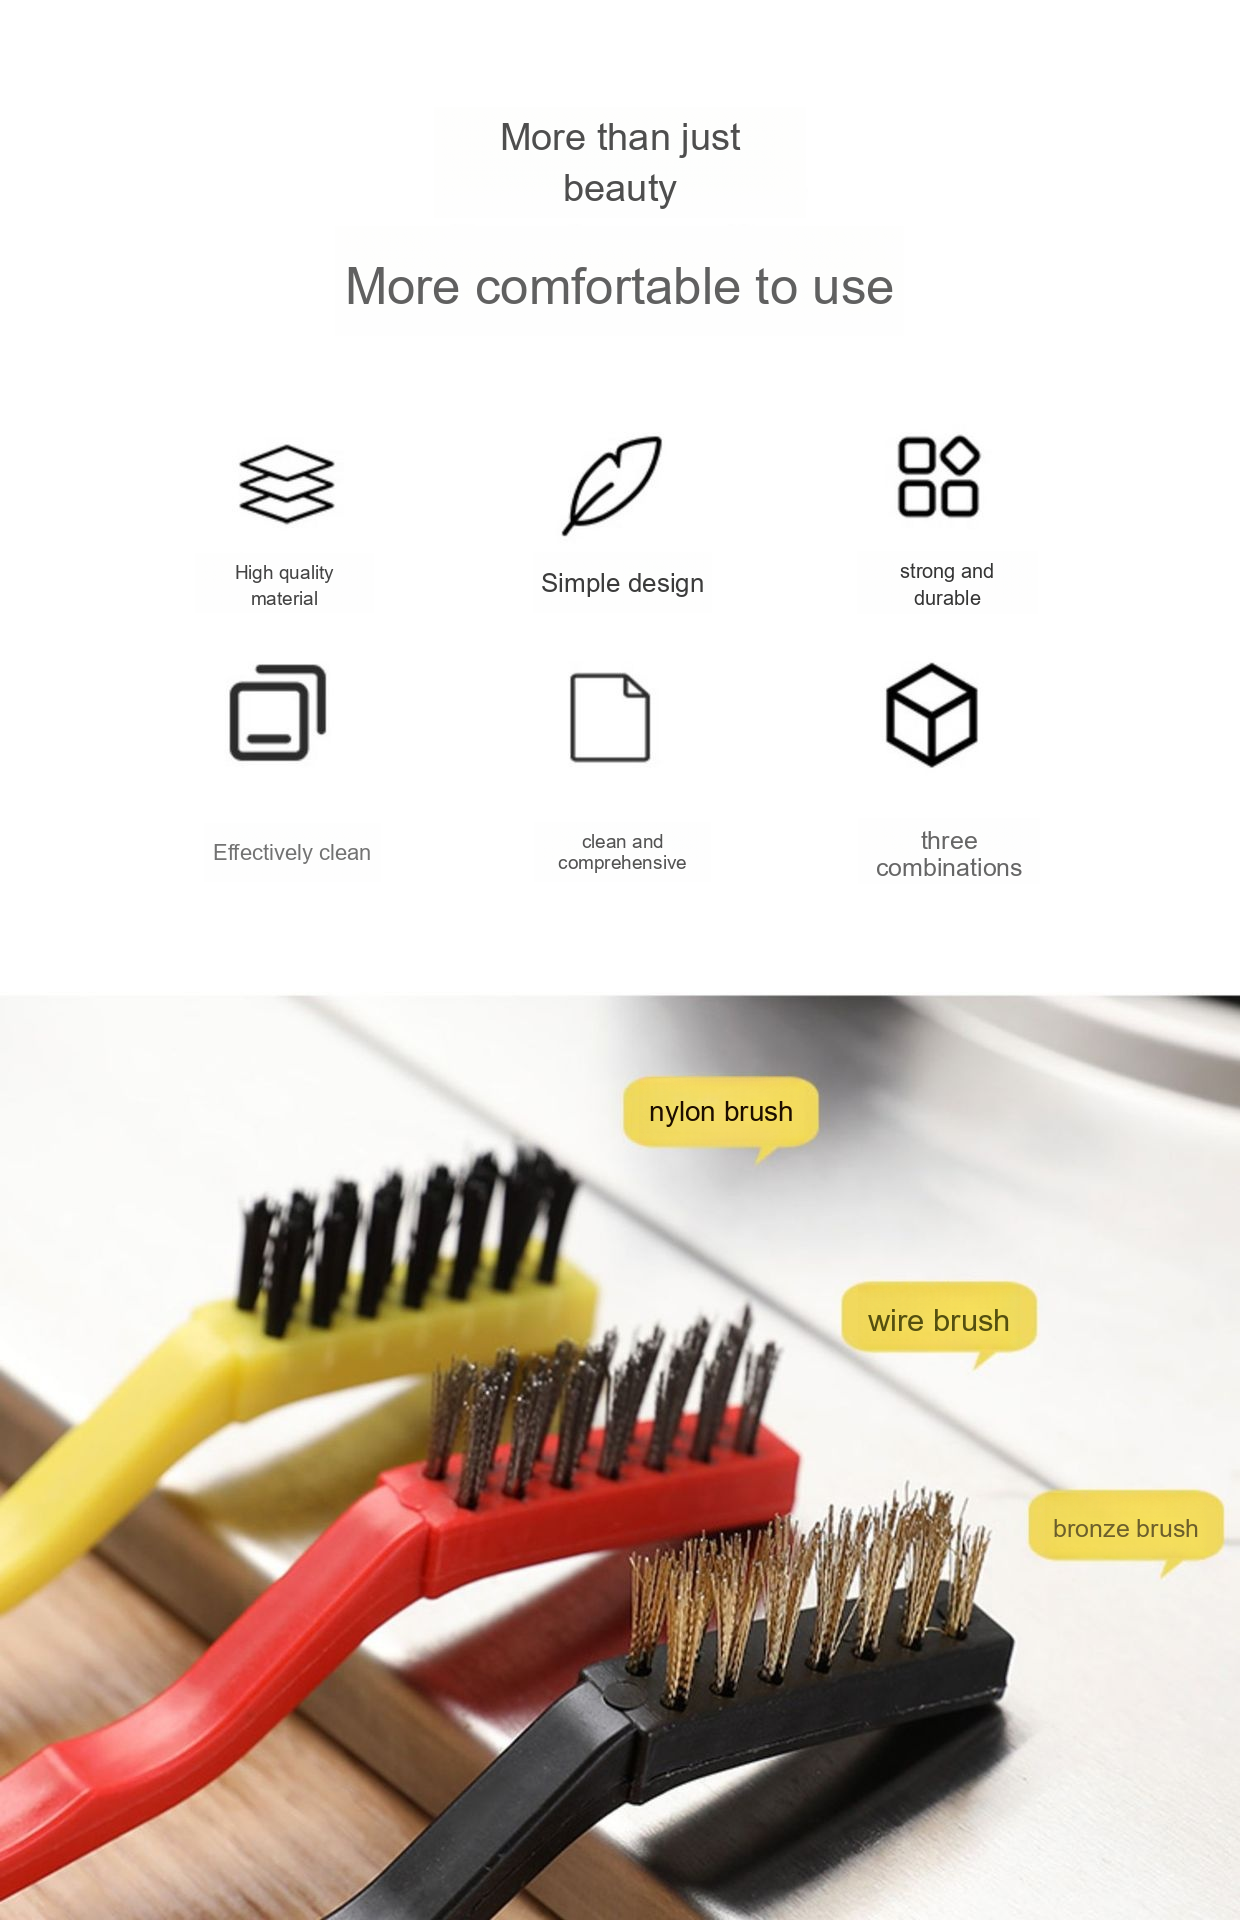 More than just
beauty
More comfortable to use
High quality
material
Simple design
strong and
durable
Effectively clean
clean and
comprehensive
three
combinations
nylon brush
wire brush
bronze brush